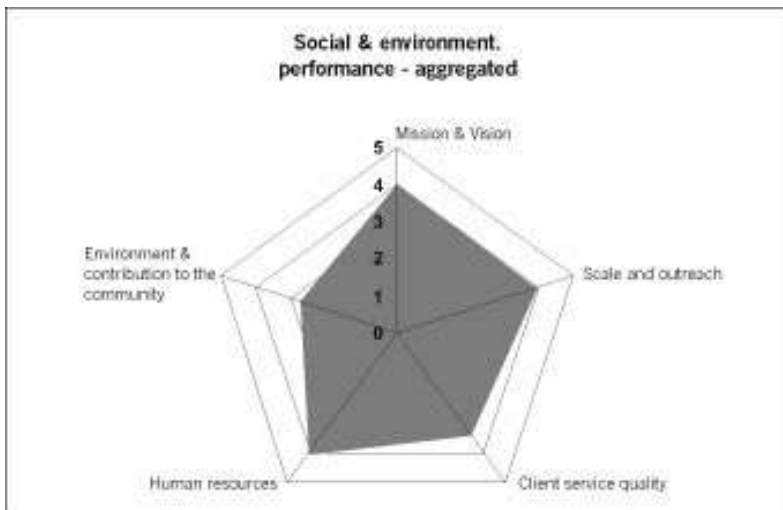 Social & environment.
performance - aggregated
Mission & Vision
5
4
3
2
1
0
Environment &
contribution to the
community
Scale and outreach
Human resources
Client service quality